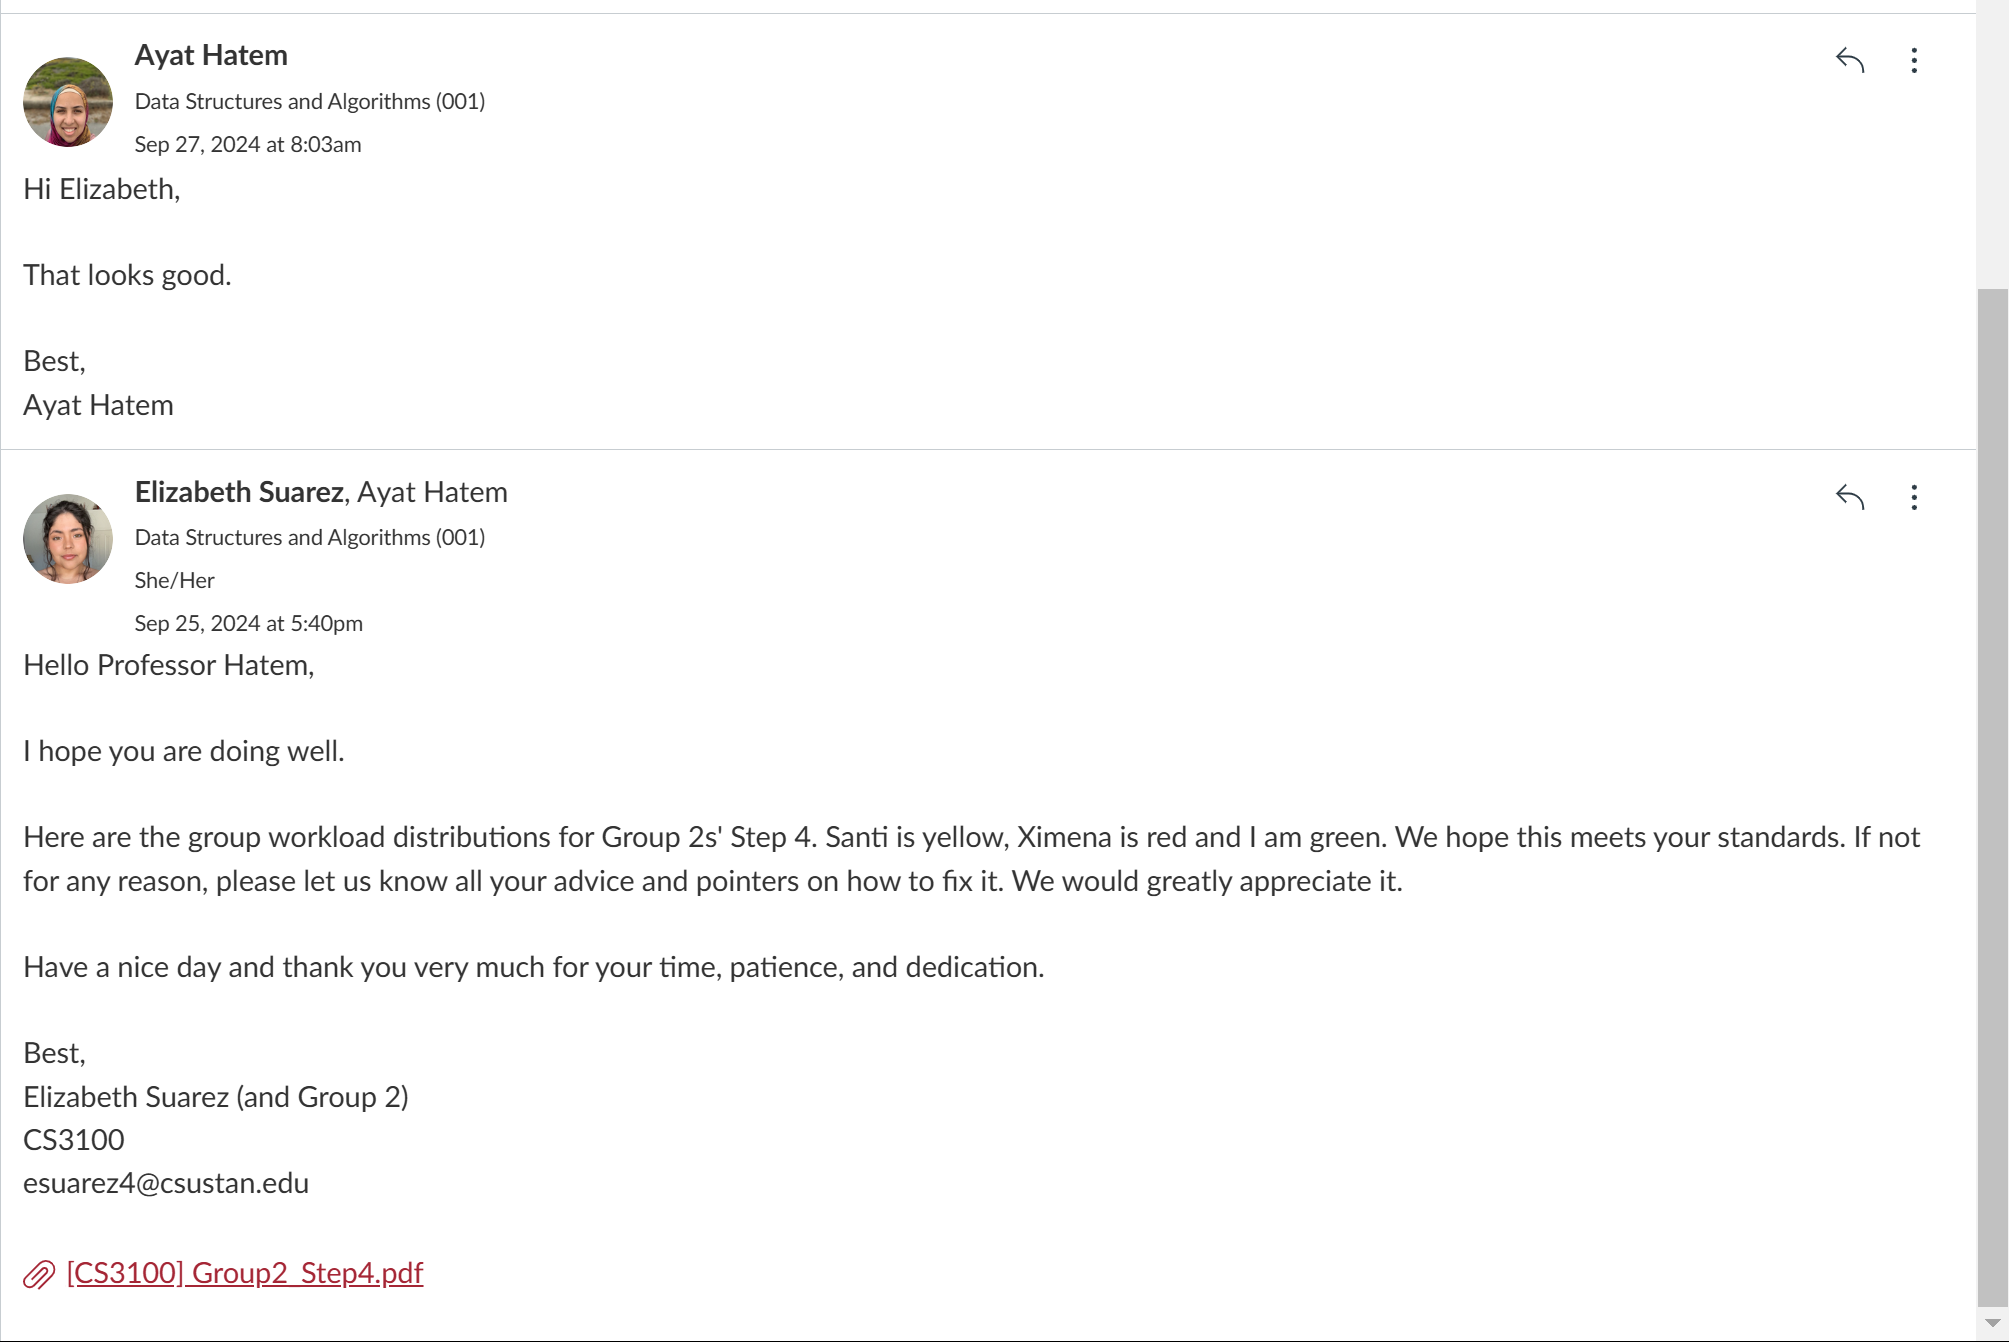 Ayat Hatem
Data Structures and Algorithms (001)
Sep 27, 2024 at 8:03am
Hi Elizabeth,
That looks good.
Best,
Ayat Hatem
Elizabeth Suarez, Ayat Hatem
Data Structures and Algorithms (001)
She/Her
Sep 25, 2024 at 5:40pm
Hello Professor Hatem,
I hope you are doing well.
Here are the group workload distributions for Group 2s' Step 4. Santi is yellow, Ximena is red and I am green. We hope this meets your standards. If not
for any reason, please let us know all your advice and pointers on how to fix it. We would greatly appreciate it.
Have a nice day and thank you very much for your time, patience, and dedication.
Best,
Elizabeth Suarez (and Group 2)
CS3100
esuarez4@csustan.edu
[CS3100] Group2_Step4.pdf